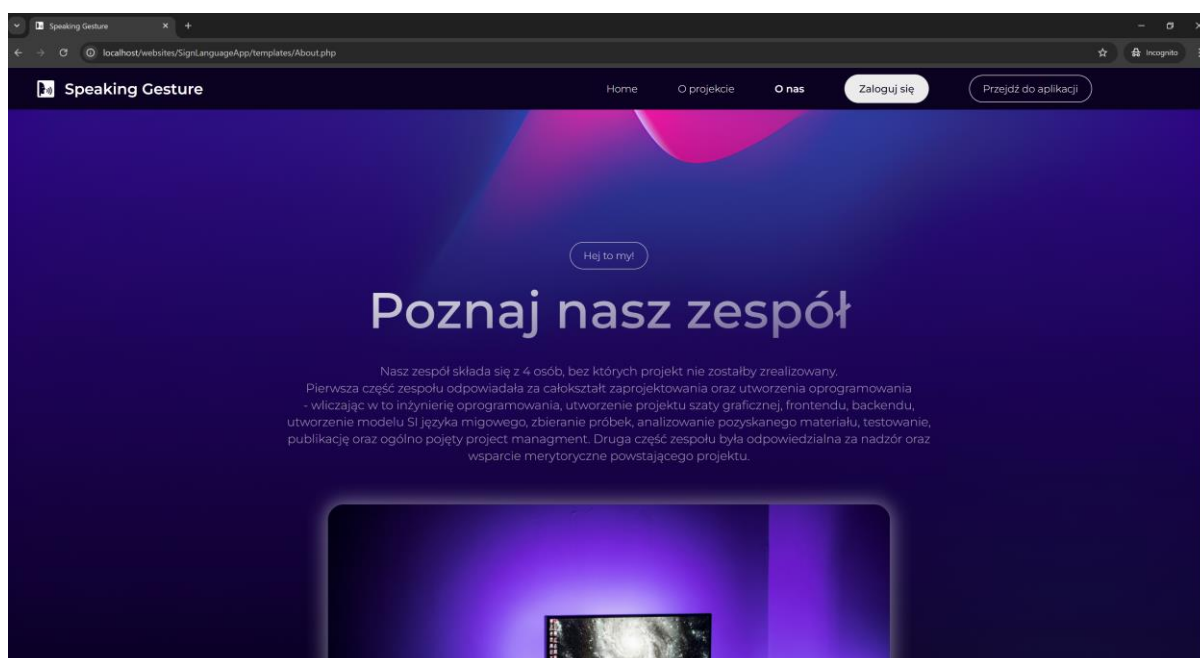 Speaking Gesture
localhost/websites/SignLanguageApp/templates/About.php
Incognito
Speaking Gesture
Home
O projekcie
O nas
Zaloguj się
Przejdź do aplikacji
Hej to my!
Poznaj nasz zespół
Nasz zespół składa się z 4 osób, bez których projekt nie zostałby zrealizowany.
Pierwsza część zespołu odpowiadała za całokształt zaprojektowania oraz utworzenia oprogramowania
- wliczając w to inżynierię oprogramowania, utworzenie projektu szaty graficznej, frontendu, backendu,
utworzenie modelu SI języka migowego, zbieranie próbek, analizowanie pozyskanego materiału, testowanie,
publikację oraz ogólno pojęty project managment. Druga część zespołu była odpowiedzialna za nadzór oraz
wsparcie merytoryczne powstającego projektu.